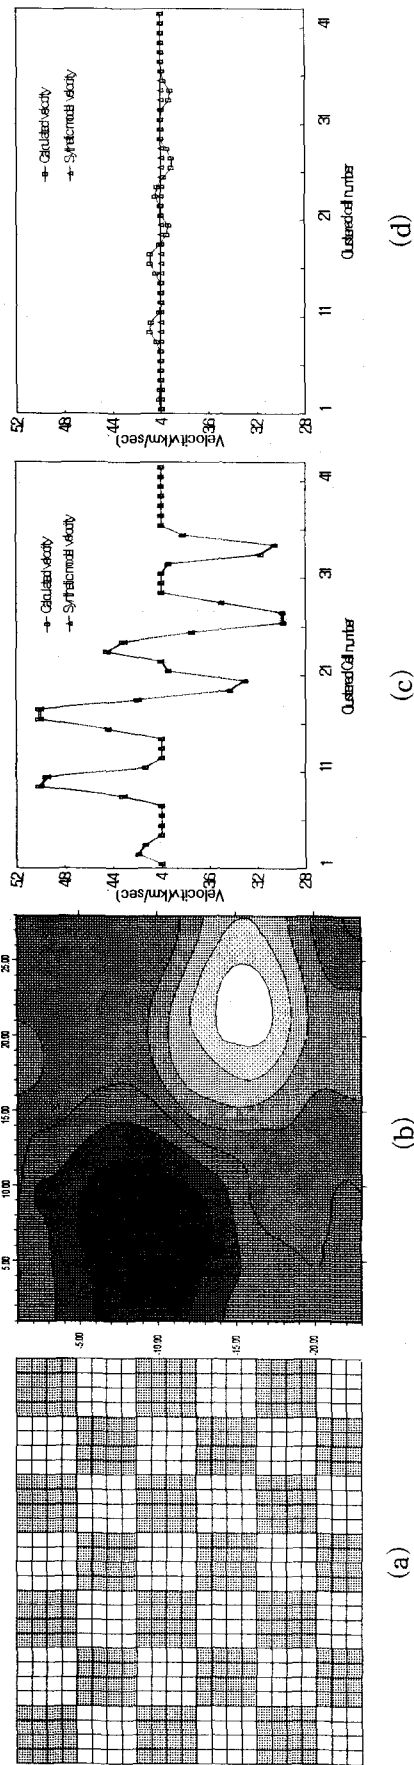 (a)
5.00 10.00 15.00 20.00 25.00
-5.00
-10.00
-15.00
-20.00
(b)
52
48
44
4
36
32
28
Velocity(km/sec)
Calculated velocity
Synthetic model velocity
1 11 21 31 41
Clustered Cell number
(c)
52
48
44
4
36
32
28
Velocity(km/sec)
Calculated velocity
Synthetic model velocity
1 11 21 31 41
Clustered cell number
(d)